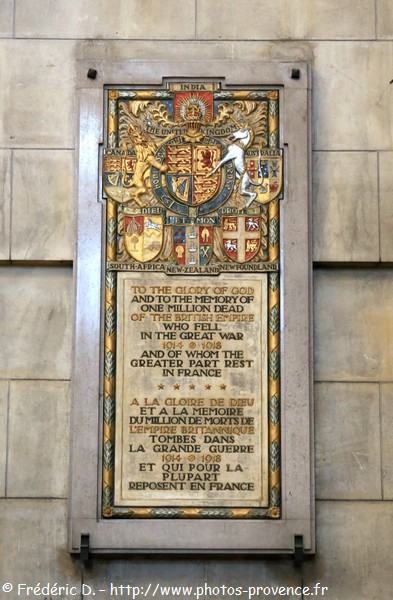 INDIA
THE UNITED KINGDOM
CANADA
AUSTRALIA
DIEU
ET MON
DROIT
SOUTH-AFRICA
NEW-ZEALAND
NEWFOUNDLAND
TO THE GLORY OF GOD
AND TO THE MEMORY OF
ONE MILLION DEAD
OF THE BRITISH EMPIRE
WHO FELL
IN THE GREAT WAR
1914 1918
AND OF WHOM THE
GREATER PART REST
IN FRANCE
A LA GLOIRE DE DIEU
ET A LA MEMOIRE
DU MILLION DE MORTS DE
L'EMPIRE BRITANNIQUE
TOMBES DANS
LA GRANDE GUERRE
1914 1918
ET QUI POUR LA
PLUPART
REPOSENT EN FRANCE
© Frédéric D. - http://www.photos-provence.fr